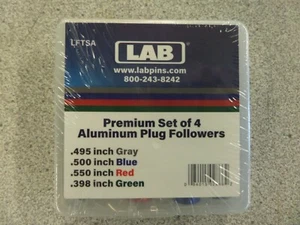 LFTSA
LAB
www.labpins.com
800-243-8242
Premium Set of 4
Aluminum Plug Followers
.495 inch Gray
.500 inch Blue
.550 inch Red
.398 inch Green